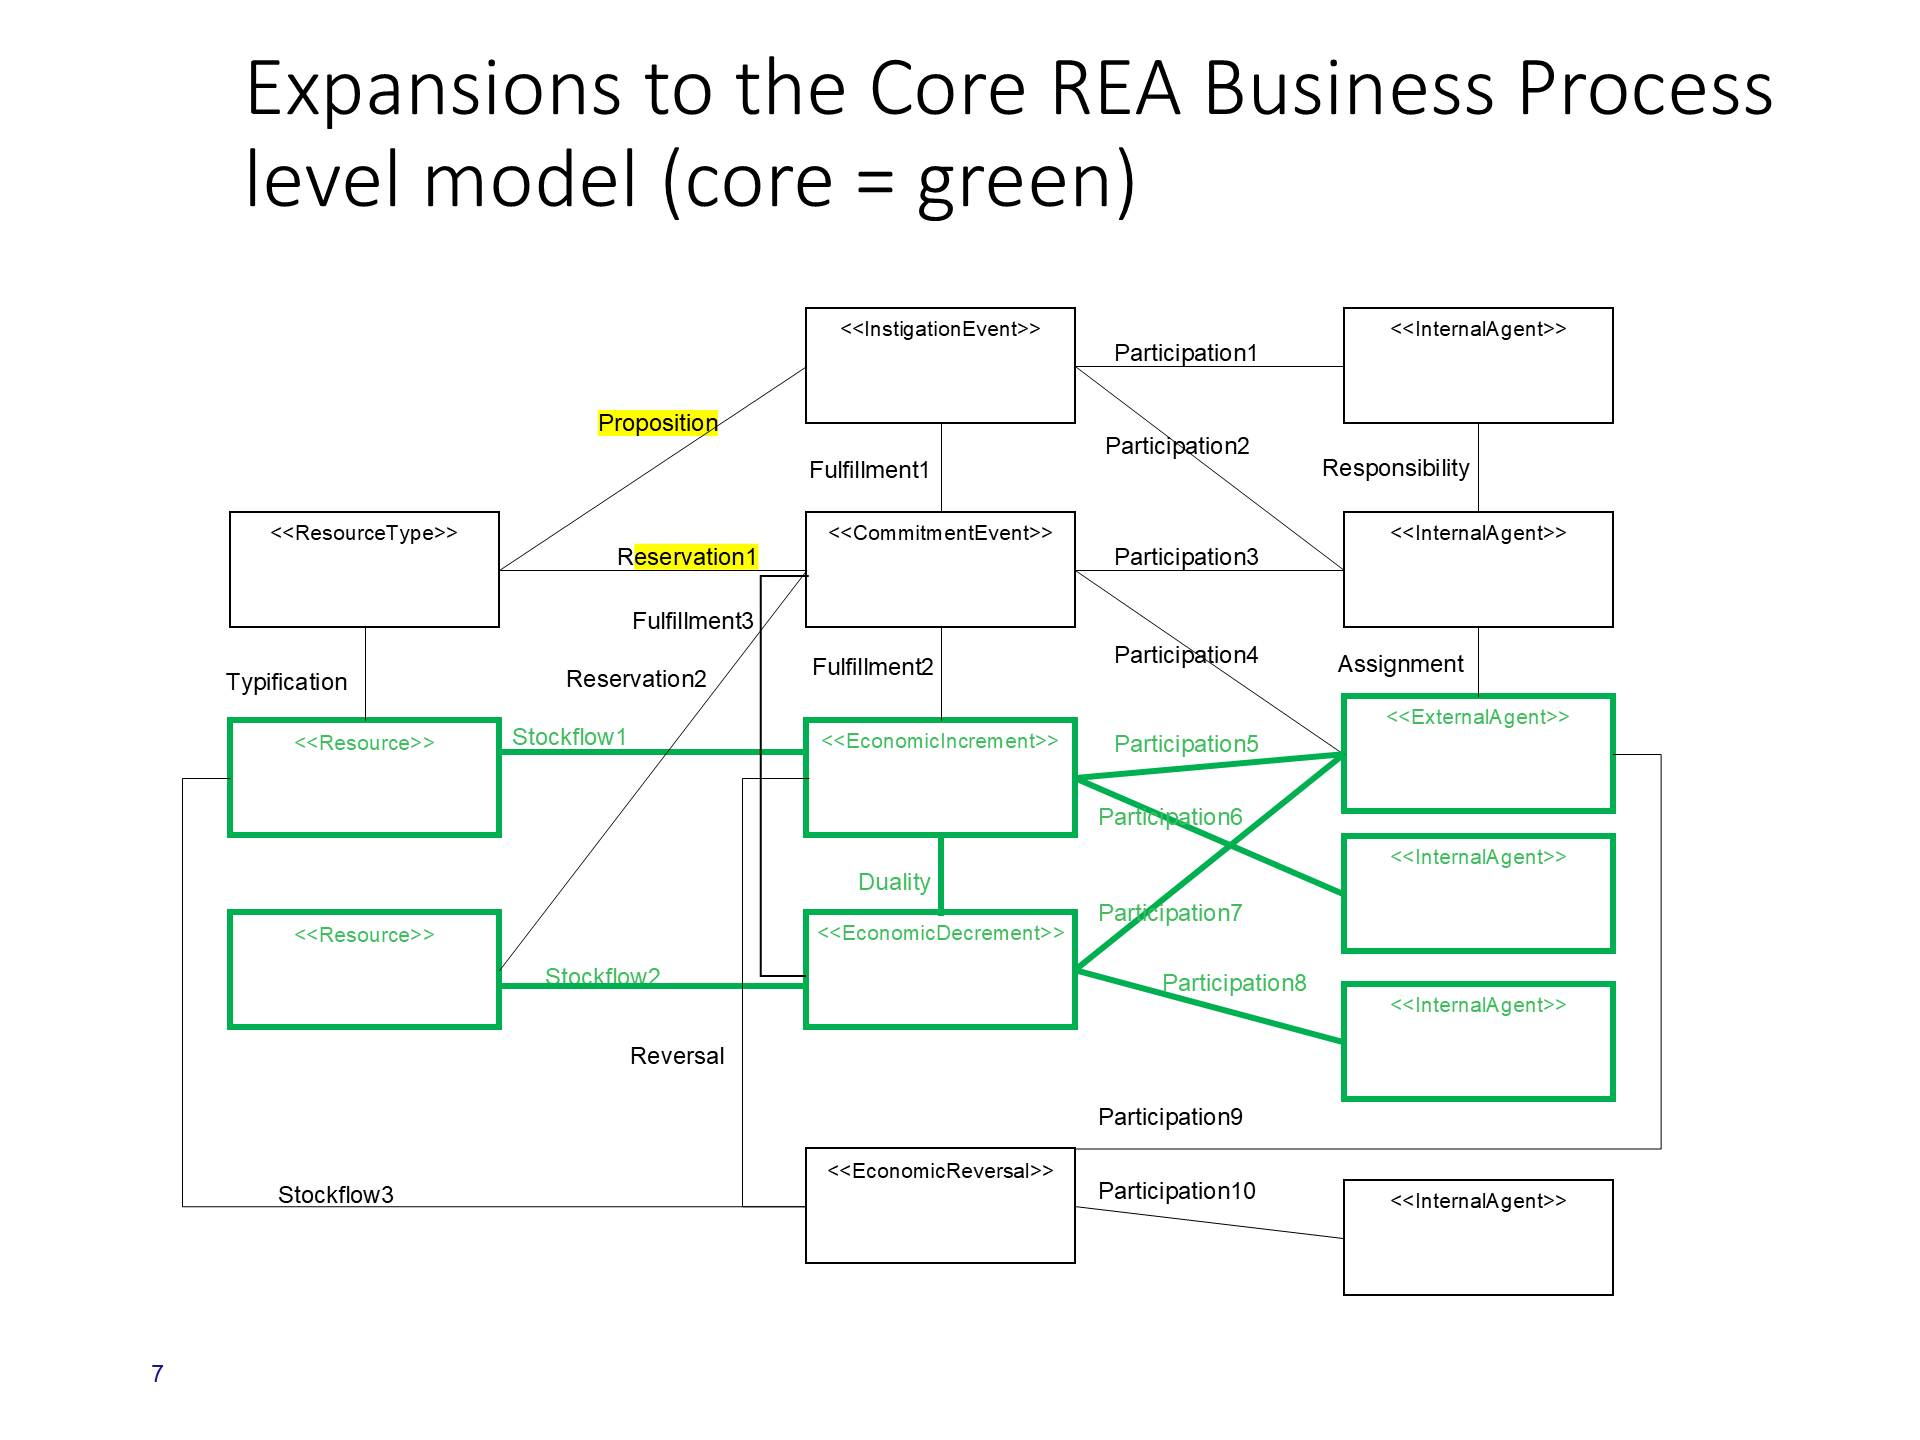 Expansions to the Core REA Business Process
level model (core = green)
<<InstigationEvent>>
<<InternalAgent>>
Participation1
Proposition
Participation2
Fulfillment1
Responsibility
<<ResourceType>>
<<CommitmentEvent>>
<<InternalAgent>>
Reservation1
Participation3
Fulfillment3
Participation4
Assignment
Fulfillment2
Reservation2
Typification
<<ExternalAgent>>
Stockflow1
<<Resource>>
<<EconomicIncrement>>
Participation5
Participation6
<<InternalAgent>>
Duality
Participation7
<<Resource>>
<<EconomicDecrement>>
Stockflow2
Participation8
<<InternalAgent>>
Reversal
Participation9
<<EconomicReversal>>
Stockflow3
Participation10
<<InternalAgent>>
7